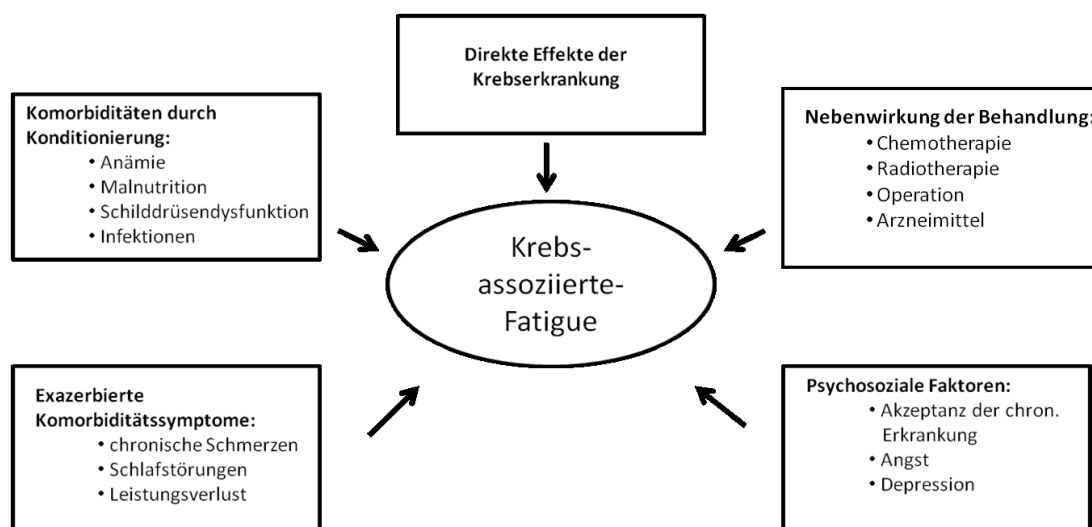 Direkte Effekte der
Krebserkrankung
Komorbiditäten durch
Konditionierung:
• Anämie
• Malnutrition
• Schilddrüsendysfunktion
• Infektionen
Nebenwirkung der Behandlung:
• Chemotherapie
• Radiotherapie
• Operation
• Arzneimittel
Krebs-
assoziierte-
Fatigue
Exazerbierte
Komorbiditätssymptome:
• chronische Schmerzen
• Schlafstörungen
• Leistungsverlust
Psychosoziale Faktoren:
• Akzeptanz der chron.
Erkrankung
• Angst
• Depression